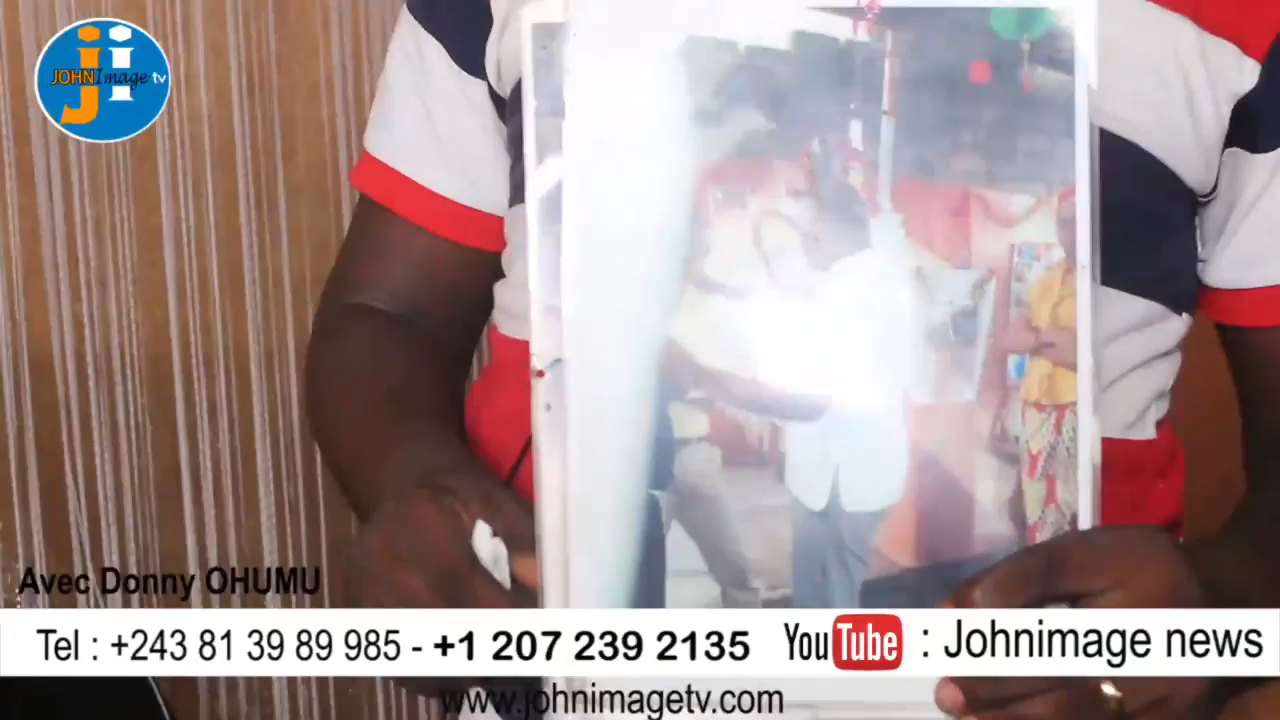 ji
JOHNImage tv
Avec Donny OHUMU
Tel : +243 81 39 89 985 - +1 207 239 2135 YouTube : Johnimage news
www.johnimagetv.com